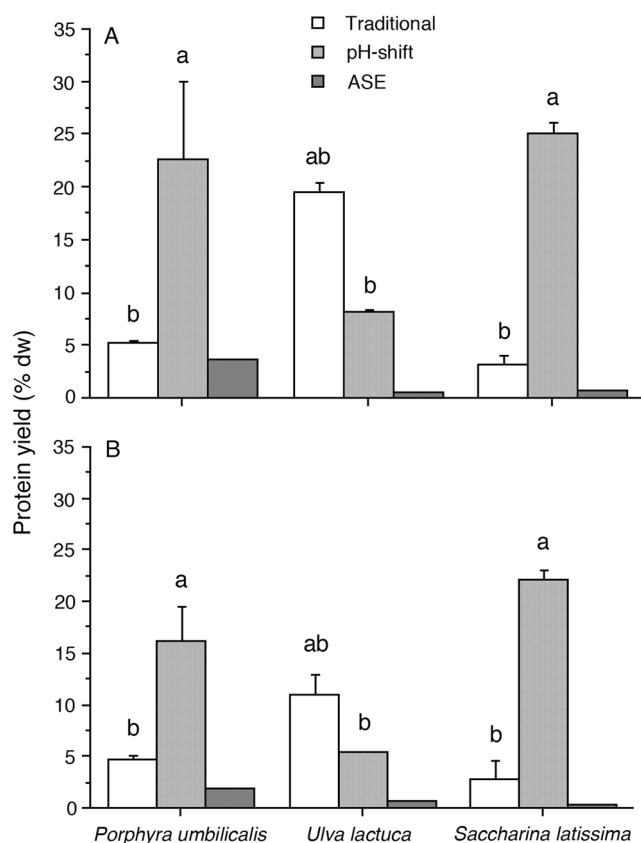 A
Traditional
pH-shift
ASE
35
30
25
20
15
10
5
0
a
b
ab
b
a
b
Protein yield (% dw)
B
35
30
25
20
15
10
5
0
a
b
ab
b
a
b
Porphyra umbilicalis Ulva lactuca Saccharina latissima